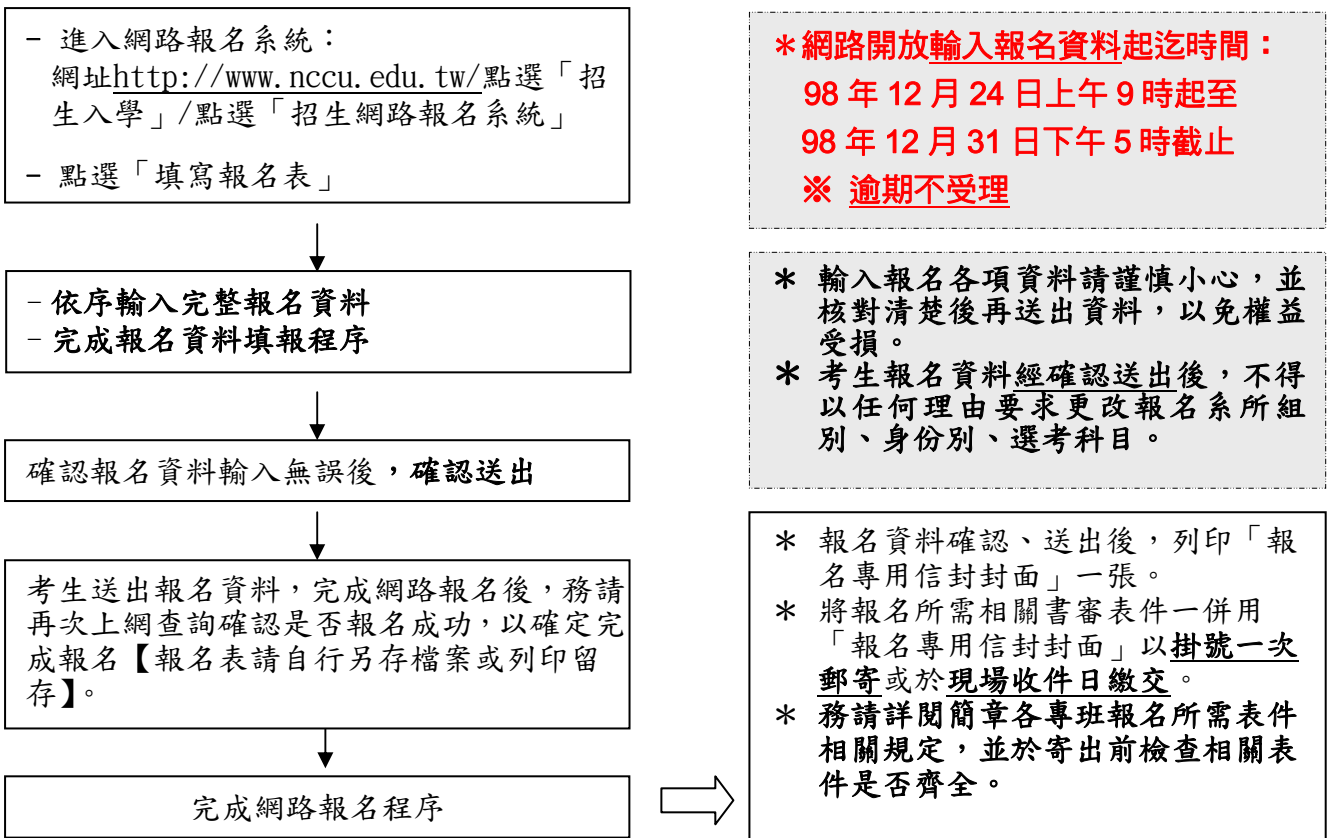 - 進入網路報名系統：
網址http://www.nccu.edu.tw/點選「招
生入學」/點選「招生網路報名系統」
- 點選「填寫報名表」
- 依序輸入完整報名資料
- 完成報名資料填報程序
確認報名資料輸入無誤後，確認送出
考生送出報名資料，完成網路報名後，務請
再次上網查詢確認是否報名成功，以確定完
成報名【報名表請自行另存檔案或列印留
存】。
完成網路報名程序
＊網路開放輸入報名資料起迄時間：
98 年 12 月 24 日上午 9 時起至
98 年 12 月 31 日下午 5 時截止
※ 逾期不受理
＊ 輸入報名各項資料請謹慎小心，並
核對清楚後再送出資料，以免權益
受損。
＊ 考生報名資料經確認送出後，不得
以任何理由要求更改報名系所組
別、身份別、選考科目。
＊ 報名資料確認、送出後，列印「報
名專用信封封面」一張。
＊ 將報名所需相關書審表件一併用
「報名專用信封封面」以掛號一次
郵寄或於現場收件日繳交。
＊ 務請詳閱簡章各專班報名所需表件
相關規定，並於寄出前檢查相關表
件是否齊全。